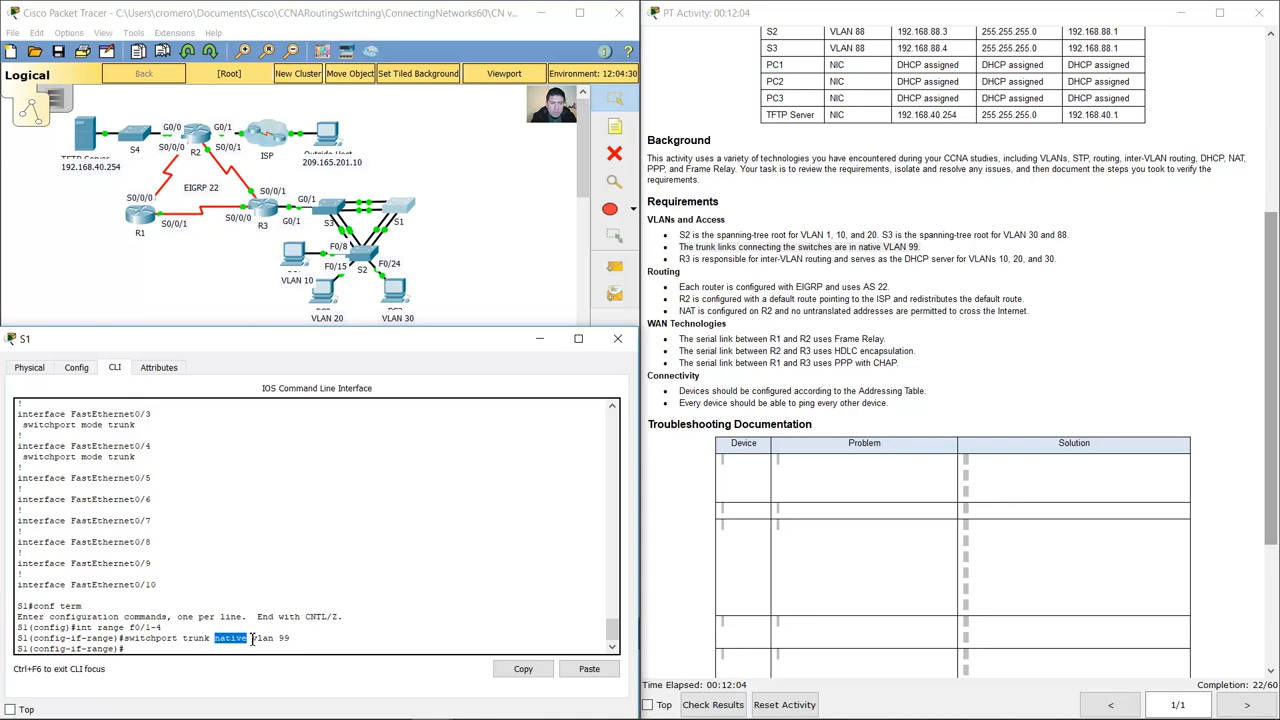 Cisco Packet Tracer - C:\Users\cromero\Documents\Cisco\CCNARoutingSwitching\ConnectingNetworks60\CN v...
File Edit Options View Tools Extensions Help
Logical
Back
[Root]
New Cluster
Move Object
Set Tiled Background
Viewport
Environment: 12:04:30
TFTP Server
192.168.40.254
S4
G0/0
G0/1
R2
S0/0/0
S0/0/1
ISP
Outside Host
209.165.201.10
EIGRP 22
S0/0/0
S0/0/1
R1
S0/0/1
S0/0/0
R3
G0/1
G0/1
S3
S1
F0/8
VLAN 10
F0/15
S2
F0/24
VLAN 20
VLAN 30
S1
Physical
Config
CLI
Attributes
IOS Command Line Interface
!
interface FastEthernet0/3
switchport mode trunk
!
interface FastEthernet0/4
switchport mode trunk
!
interface FastEthernet0/5
!
interface FastEthernet0/6
!
interface FastEthernet0/7
!
interface FastEthernet0/8
!
interface FastEthernet0/9
!
interface FastEthernet0/10
S1#conf term
Enter configuration commands, one per line. End with CNTL/Z.
S1(config)#int range f0/1-4
S1(config-if-range)#switchport trunk native vlan 99
S1(config-if-range)#
Ctrl+F6 to exit CLI focus
Copy
Paste
Top
PT Activity: 00:12:04
S2 VLAN 88 192.168.88.3 255.255.255.0 192.168.88.1
S3 VLAN 88 192.168.88.4 255.255.255.0 192.168.88.1
PC1 NIC DHCP assigned DHCP assigned DHCP assigned
PC2 NIC DHCP assigned DHCP assigned DHCP assigned
PC3 NIC DHCP assigned DHCP assigned DHCP assigned
TFTP Server NIC 192.168.40.254 255.255.255.0 192.168.40.1
Background
This activity uses a variety of technologies you have encountered during your CCNA studies, including VLANs, STP, routing, inter-VLAN routing, DHCP, NAT,
PPP, and Frame Relay. Your task is to review the requirements, isolate and resolve any issues, and then document the steps you took to verify the
requirements.
Requirements
VLANs and Access
• S2 is the spanning-tree root for VLAN 1, 10, and 20. S3 is the spanning-tree root for VLAN 30 and 88.
• The trunk links connecting the switches are in native VLAN 99.
• R3 is responsible for inter-VLAN routing and serves as the DHCP server for VLANs 10, 20, and 30.
Routing
• Each router is configured with EIGRP and uses AS 22.
• R2 is configured with a default route pointing to the ISP and redistributes the default route.
• NAT is configured on R2 and no untranslated addresses are permitted to cross the Internet.
WAN Technologies
• The serial link between R1 and R2 uses Frame Relay.
• The serial link between R2 and R3 uses HDLC encapsulation.
• The serial link between R1 and R3 uses PPP with CHAP.
Connectivity
• Devices should be configured according to the Addressing Table.
• Every device should be able to ping every other device.
Troubleshooting Documentation
Device Problem Solution
Time Elapsed: 00:12:04
Completion: 22/60
Top
Check Results
Reset Activity
<
1/1
>